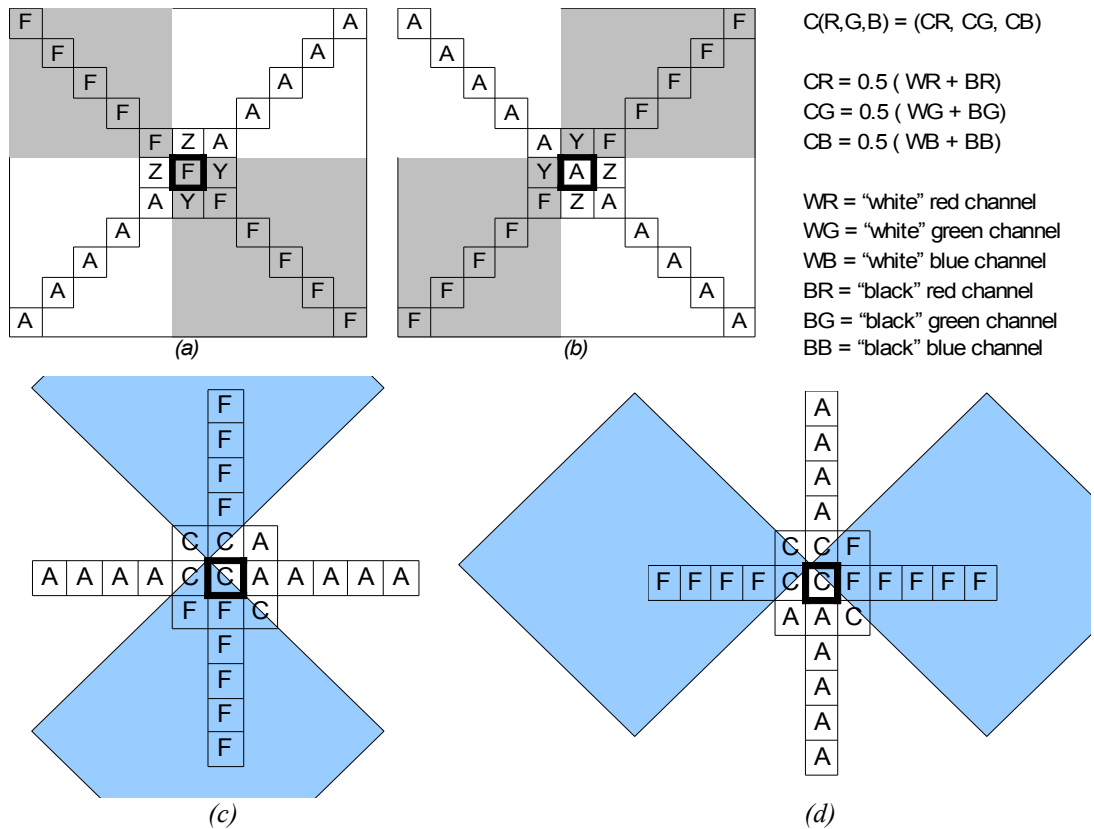 F A
F A
F A
F A
F Z A
Z F Y
A Y F
A F
A F
A F
A F
(a)
A F
A F
A F
A F
A Y F
Y A Z
F Z A
F A
F A
F A
F A
(b)
C(R,G,B) = (CR, CG, CB)
CR = 0.5 ( WR + BR)
CG = 0.5 ( WG + BG)
CB = 0.5 ( WB + BB)
WR = “white” red channel
WG = “white” green channel
WB = “white” blue channel
BR = “black” red channel
BG = “black” green channel
BB = “black” blue channel
F
F
F
F
C C A
A A A A C C A A A A A
F F C
F
F
F
F
(c)
A
A
A
A
C C F
F F F F C C F F F F F
A A C
A
A
A
A
(d)